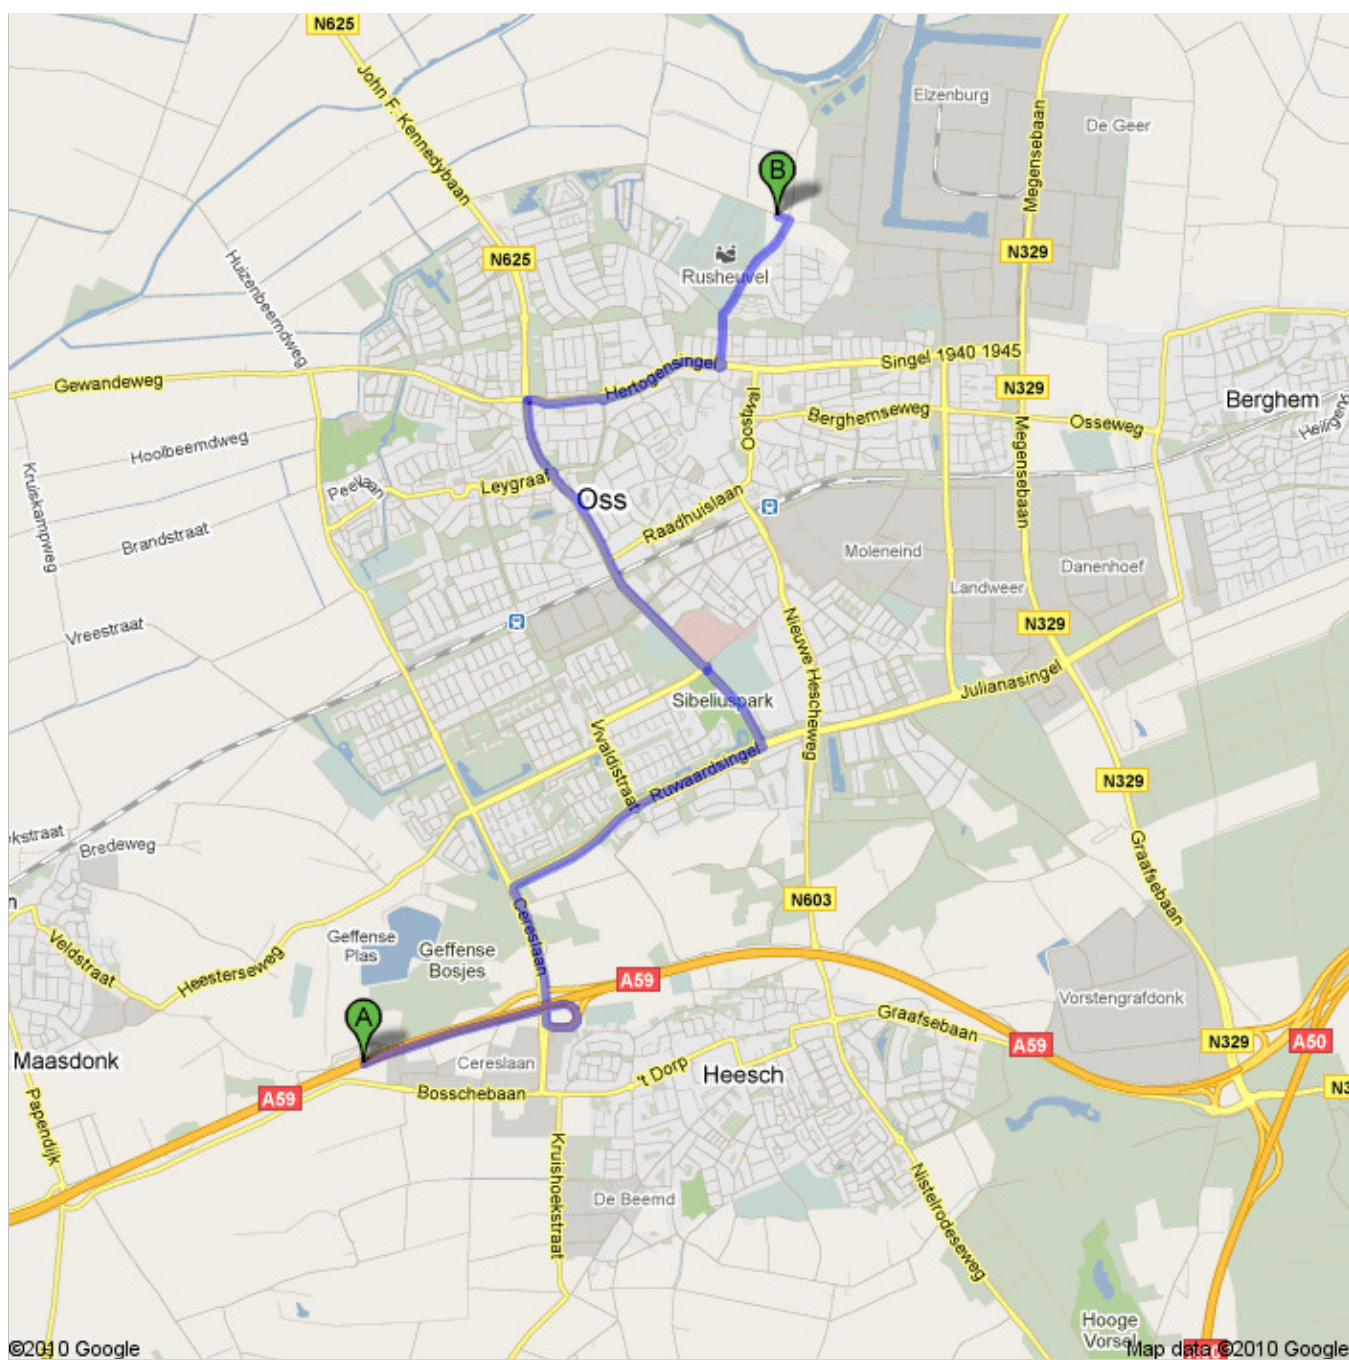 N625
John F. Kennedybaan
Elzenburg
De Geer
Megensebaan
B
N625
N329
Rusheuvel
Huizenbeemdweg
Singel 1940 1945
Gewandeweg
Hertogensingel
N329
Berghem
Berghemseweg
Osseweg
Oostwal
Hoolbeemdweg
Megensebaan
Kruiskampweg
Peellaan
Leygraaf
Oss
Raadhuislaan
Brandstraat
Moleneind
Danenhoef
Landweer
Vreestraat
N329
Nieuwe Hescheweg
Julianasingel
Sibeliuspark
Vivaldistraat
Ruwaardsingel
N329
Bredeweg
Graafsebaan
N603
Cereslaan
Veldstraat
Geffense
Plas
Geffense
Bosjes
Heesterseweg
A59
Vorstengrafdonk
A
Graafsebaan
A59
N329
A50
Maasdonk
Cereslaan
't Dorp
Heesch
A59
Bosschebaan
Papendijk
Kruishoekstraat
De Beemd
Nistelrodeseweg
Hooge
Vorsel
©2010 Google
Map data ©2010 Google